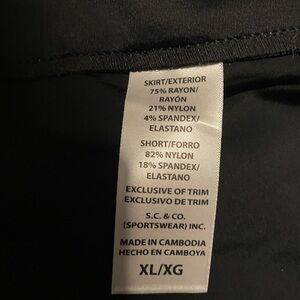 SKIRT/EXTERIOR
75% RAYON/
RAYÓN
21% NYLON
4% SPANDEX/
ELASTANO
SHORT/FORRO
82% NYLON
18% SPANDEX/
ELASTANO
EXCLUSIVE OF TRIM
EXCLUSIVO DE TRIM
S.C. & CO.
(SPORTSWEAR) INC.
MADE IN CAMBODIA
HECHO EN CAMBOYA
XL/XG